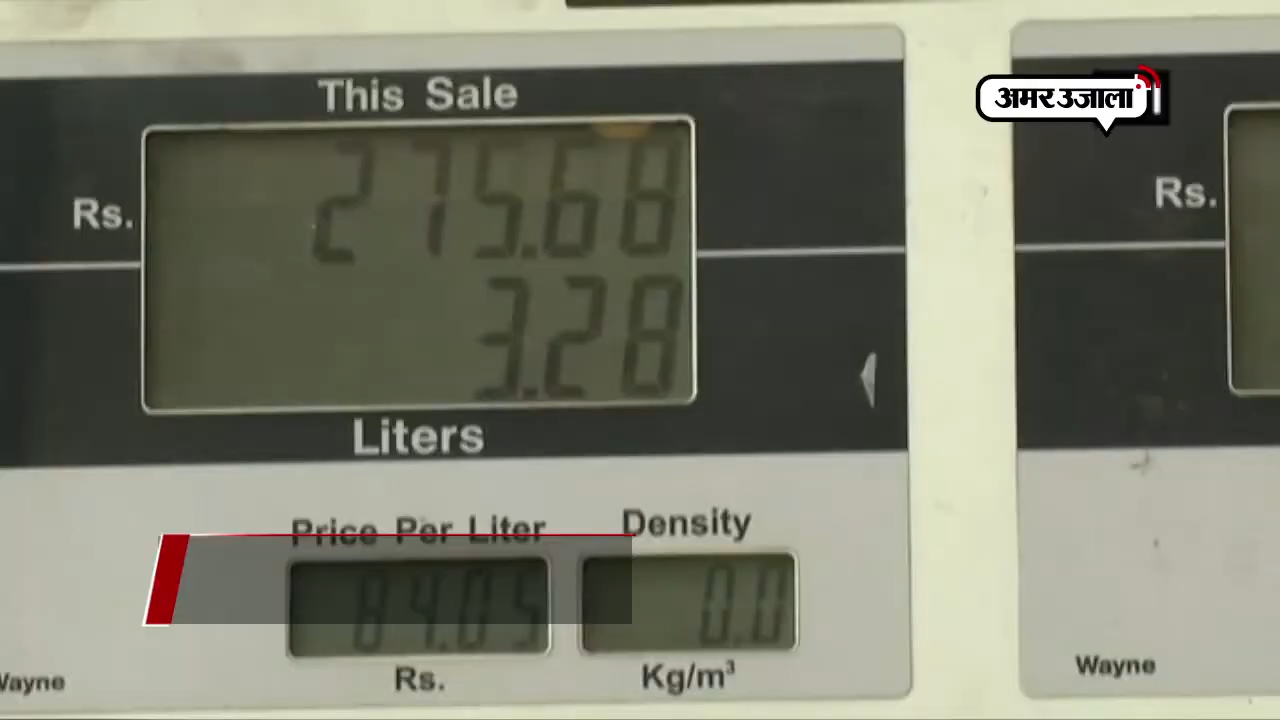 This Sale
अमर उजाला
Rs.
275.68
Rs.
3.28
Liters
Price Per Liter
Density
84.05
0.0
Rs.
Kg/m³
Wayne
Wayne